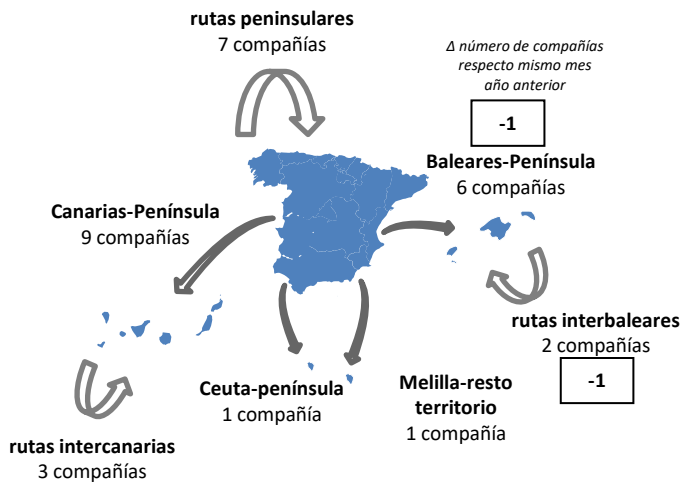 rutas peninsulares
7 compañías
Δ número de compañías
respecto mismo mes
año anterior
-1
Baleares-Península
6 compañías
Canarias-Península
9 compañías
rutas interbaleares
2 compañías
-1
Ceuta-península
1 compañía
Melilla-resto
territorio
1 compañía
rutas intercanarias
3 compañías